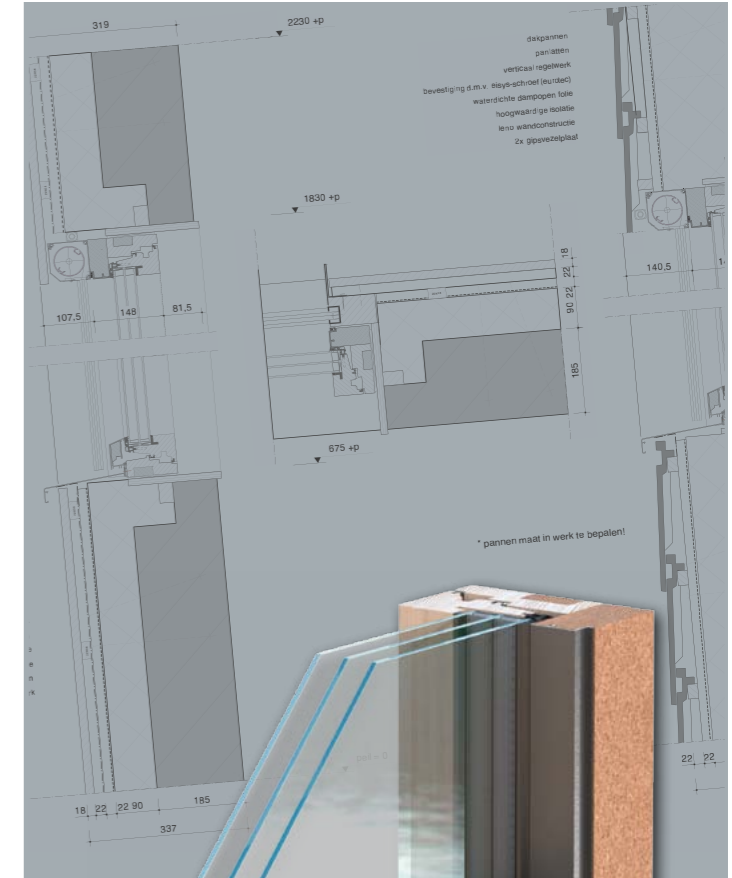 319
2230 +p
dakpannen
panlatten
verticaal regelwerk
bevestiging d.m.v. eisys-schroef (eurotec)
waterdichte dampopen folie
hoogwaardige isolatie
leno wandconstructie
2x gipsvezelplaat
1830 +p
140,5
107,5
148
81,5
18
22
90 22
185
675 +p
* pannen maat in werk te bepalen!
18
22
22 90
185
337
22
22